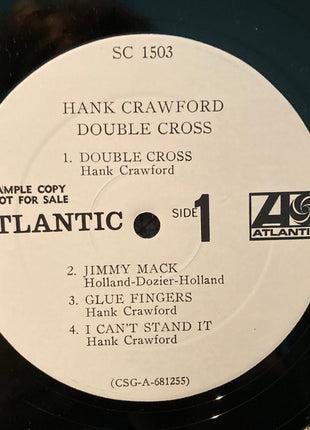 SC 1503
HANK CRAWFORD
DOUBLE CROSS
1. DOUBLE CROSS
Hank Crawford
AMPLE COPY
OT FOR SALE
TLANTIC
SIDE 1
ATLANTIC
2. JIMMY MACK
Holland-Dozier-Holland
3. GLUE FINGERS
Hank Crawford
4. I CAN'T STAND IT
Hank Crawford
(CSG-A-681255)